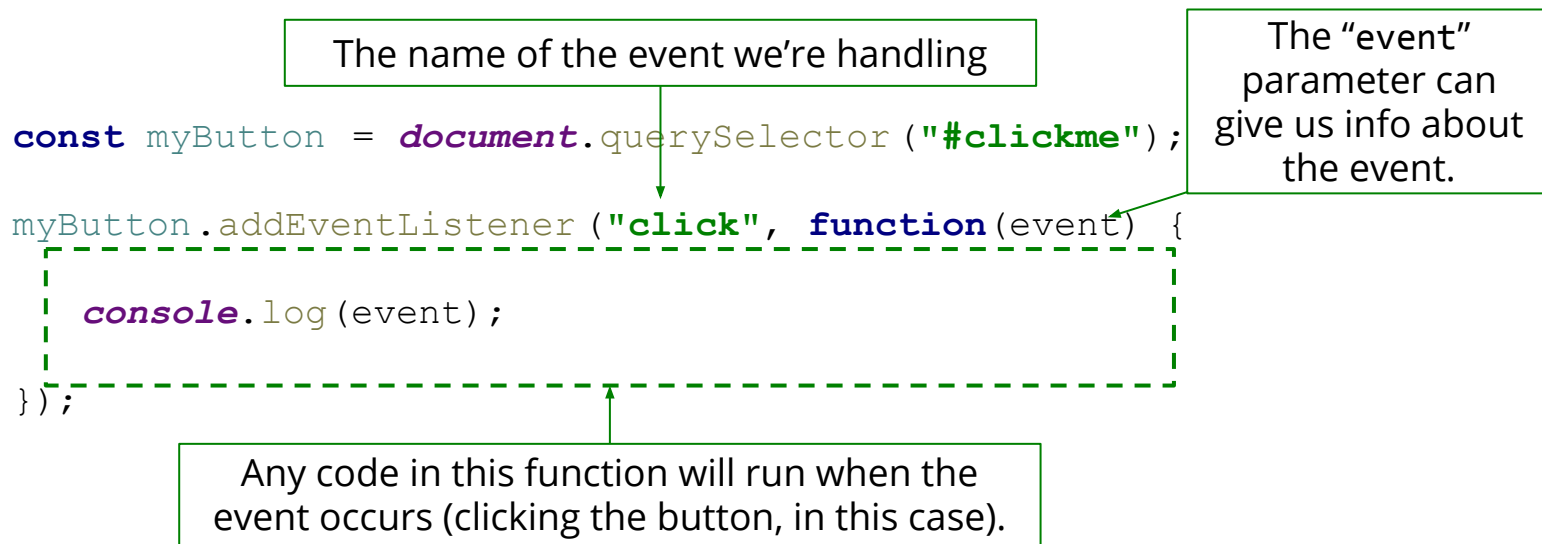 The name of the event we’re handling
The “event”
parameter can
give us info about
the event.
const myButton = document.querySelector("#clickme");
myButton.addEventListener("click", function(event) {
console.log(event);
});
Any code in this function will run when the
event occurs (clicking the button, in this case).